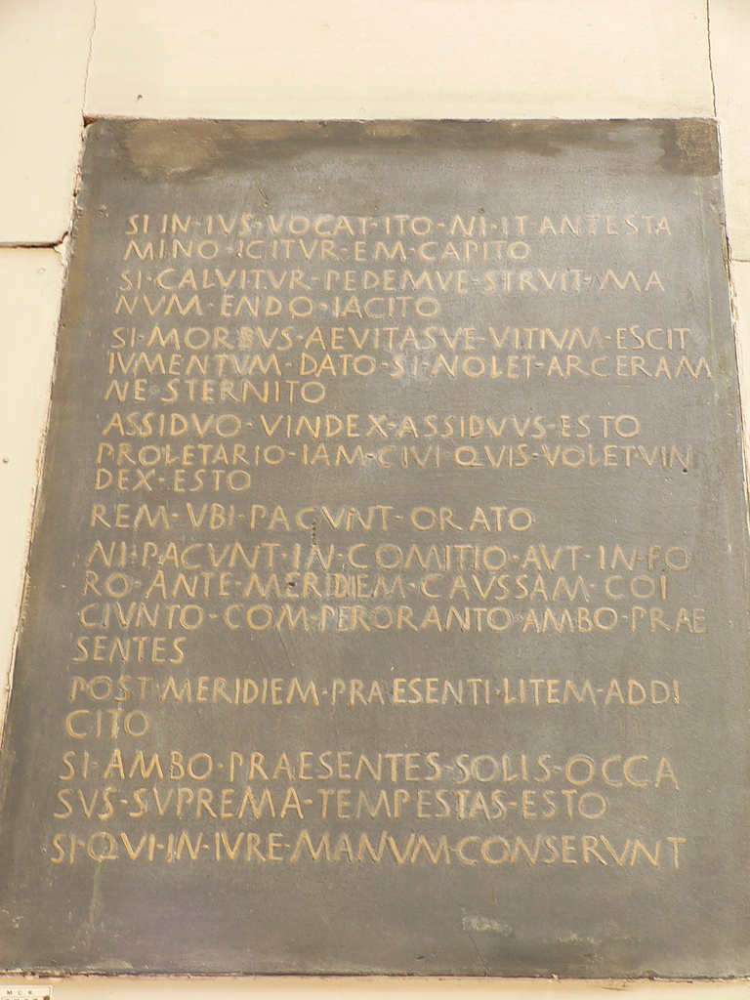 SI IN·IVS·VOCAT·ITO·NI·IT ANTESTA
MINO·ICITVR·EM·CAPITO
SI·CALVITVR·PEDEMVE·STRVIT·MA
NVM·ENDO·IACITO
SI·MORBVS·AEVITASVE·VITIVM·ESCIT
IVMENTVM·DATO·SI·NOLET·ARCERAM
NE·STERNITO
ASSIDVO·VINDEX·ASSIDVVS·ESTO
PROLETARIO·IAM·CIVI QVIS·VOLET·VIN
DEX·ESTO
REM·VBI·PACVNT·ORATO
NI·PACVNT·IN·COMITIO·AVT·IN·FO
RO·ANTE·MERIDIEM·CAVSSAM·COI
CIVNTO·COM·PERORANTO·AMBO·PRAE
SENTES
POST·MERIDIEM·PRAESENTI·LITEM·ADDI
CITO
SI·AMBO·PRAESENTES·SOLIS·OCCA
SVS·SVPREMA·TEMPESTAS·ESTO
SI·QVI·IN·IVRE·MANVM·CONSERVNT
M.C.R.